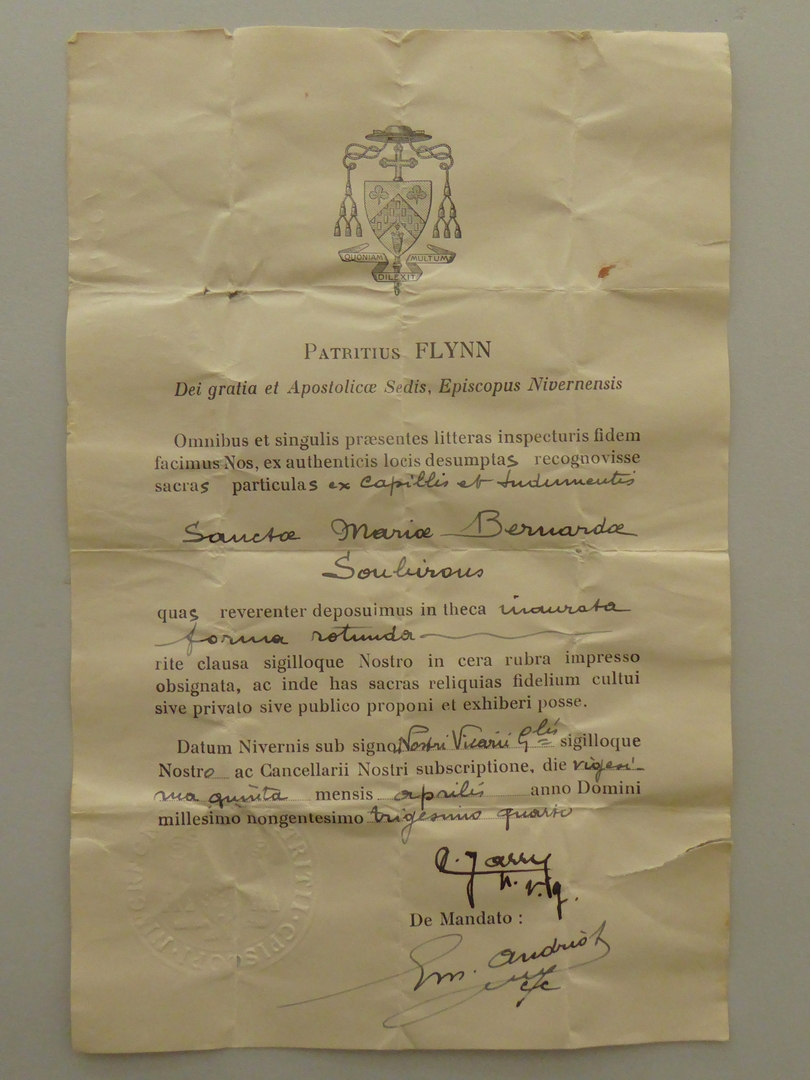 QUONIAM MULTUM
DILEXIT
PATRITIUS FLYNN
Dei gratia et Apostolicæ Sedis, Episcopus Nivernensis
Omnibus et singulis præsentes litteras inspecturis fidem
facimus Nos, ex authenticis locis desumptas recognovisse
sacras particulas ex Capillis et Indumentis
Sanctæ Mariæ Bernardæ
Soubirous
quas reverenter deposuimus in theca inaurata
forma rotunda
rite clausa sigilloque Nostro in cera rubra impresso
obsignata, ac inde has sacras reliquias fidelium cultui
sive privato sive publico proponi et exhiberi posse.
Datum Nivernis sub signo Nostri Vicarii Glis sigilloque
Nostro ac Cancellarii Nostri subscriptione, die vigesi-
ma quinta mensis aprilis anno Domini
millesimo nongentesimo trigesimo quarto
Jarry
v. g.
De Mandato :
Em. Andriot